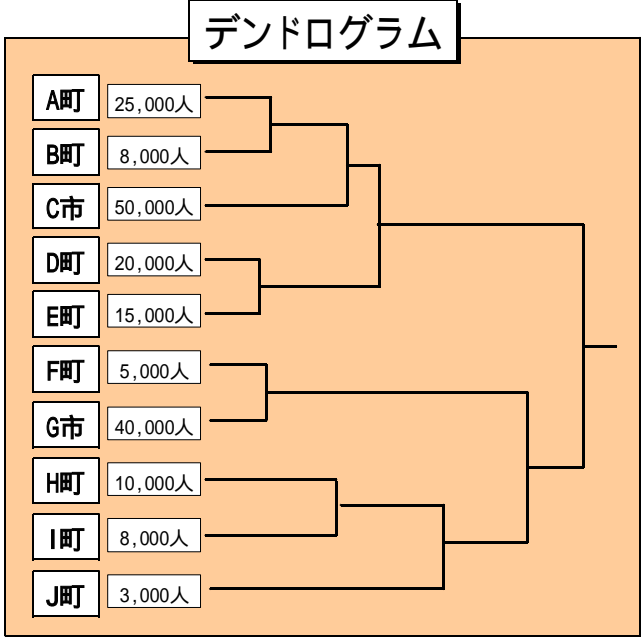 デンドログラム
A町 25,000人
B町 8,000人
C市 50,000人
D町 20,000人
E町 15,000人
F町 5,000人
G市 40,000人
H町 10,000人
I町 8,000人
J町 3,000人